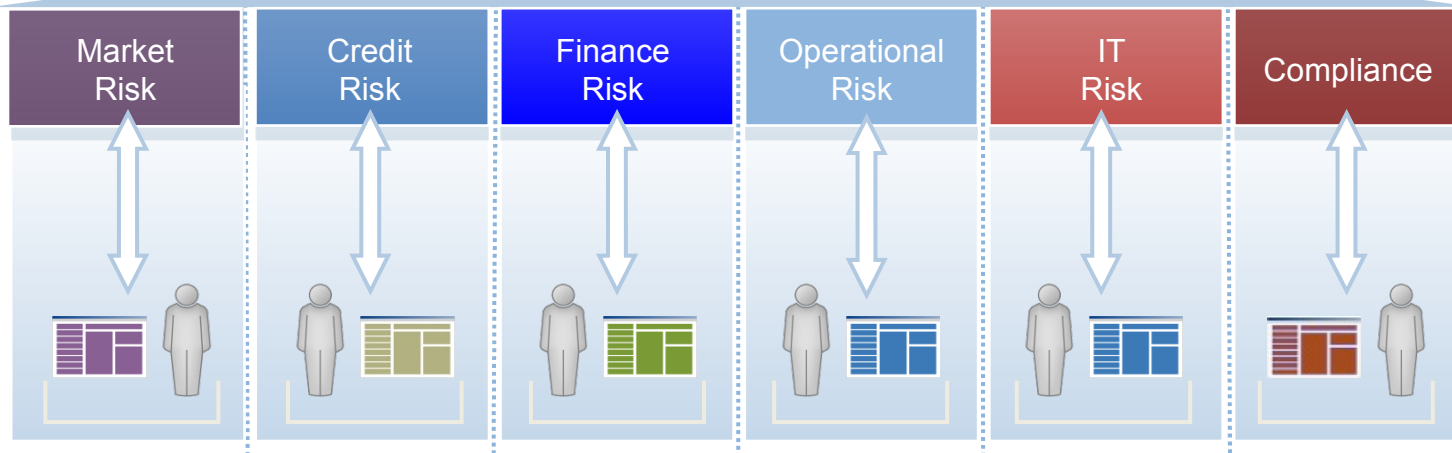 Market
Risk
Credit
Risk
Finance
Risk
Operational
Risk
IT
Risk
Compliance